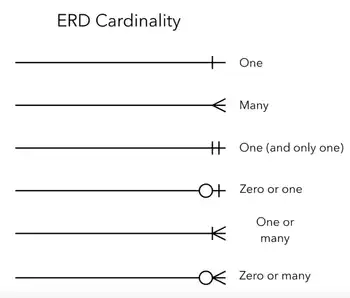 ERD Cardinality
One
Many
One (and only one)
Zero or one
One or
many
Zero or many